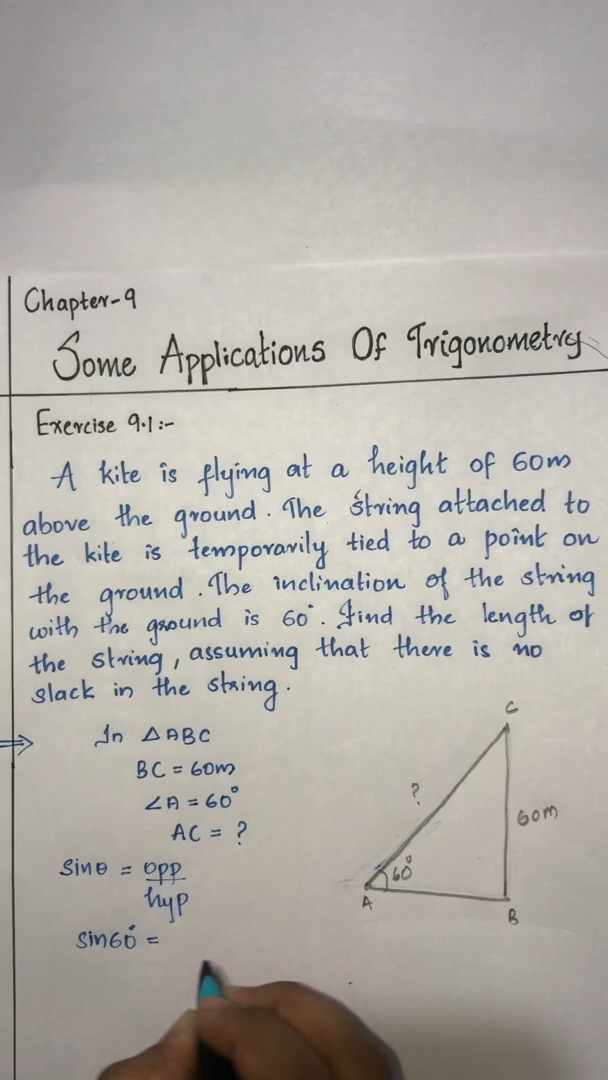 Chapter-9
Some Applications Of Trigonometry
Exercise 9.1:-
A kite is flying at a height of 60m
above the ground. The string attached to
the kite is temporarily tied to a point on
the ground. The inclination of the string
with the ground is 60°. Find the length of
the string, assuming that there is no
slack in the string.
⇒ In △ABC
BC = 60m
∠A = 60°
AC = ?
Sinθ = opp
hyp
Sin60° =
C
?
60m
60°
A
B